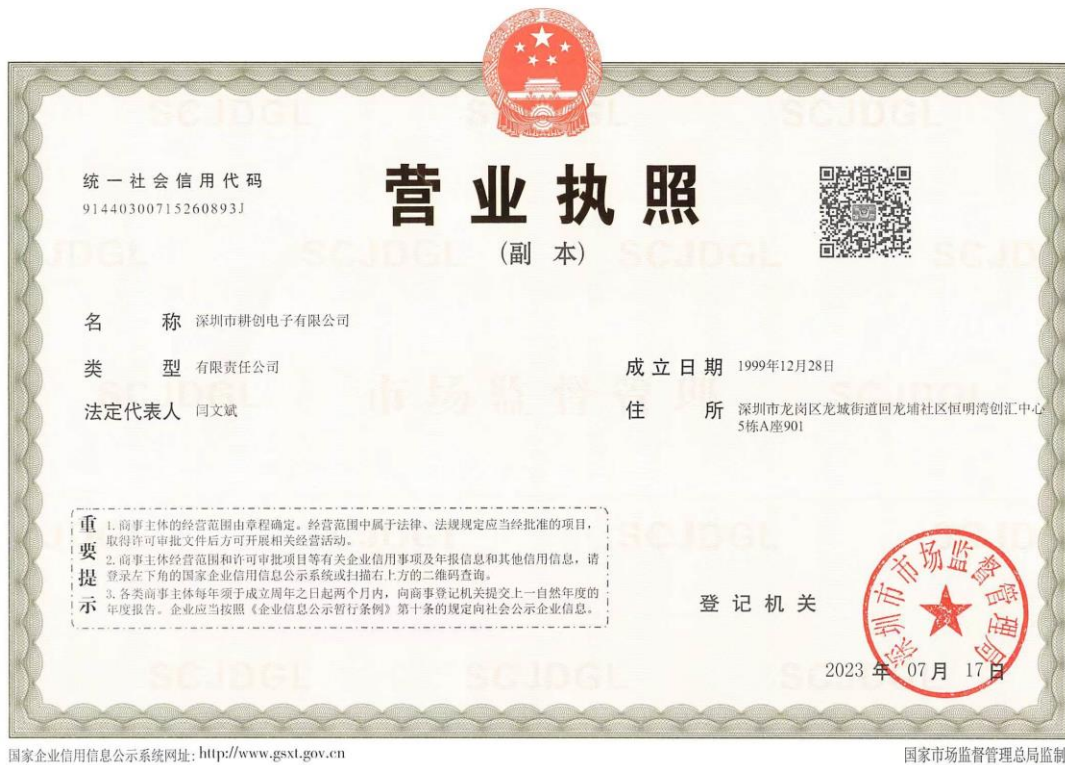 统一社会信用代码
91440300715260893J
营业执照
(副 本)
名 称 深圳市耕创电子有限公司
类 型 有限责任公司
成立日期 1999年12月28日
法定代表人 闫文斌
住 所 深圳市龙岗区龙城街道回龙埔社区恒明湾创汇中心
5栋A座901
重要提示
1.商事主体的经营范围由章程确定。经营范围中属于法律、法规规定应当经批准的项目，
取得许可审批文件后方可开展相关经营活动。
2.商事主体经营范围和许可审批项目等有关企业信用事项及年报信息和其他信用信息，请
登录左下角的国家企业信用信息公示系统或扫描右上方的二维码查询。
3.各类商事主体每年须于成立周年之日起两个月内，向商事登记机关提交上一自然年度的
年度报告。企业应当按照《企业信息公示暂行条例》第十条的规定向社会公示企业信息。
登记机关
深圳市市场监督管理局
2023 年 07 月 17 日
国家企业信用信息公示系统网址: http://www.gsxt.gov.cn
国家市场监督管理总局监制
SCJDGL
市场监督管理